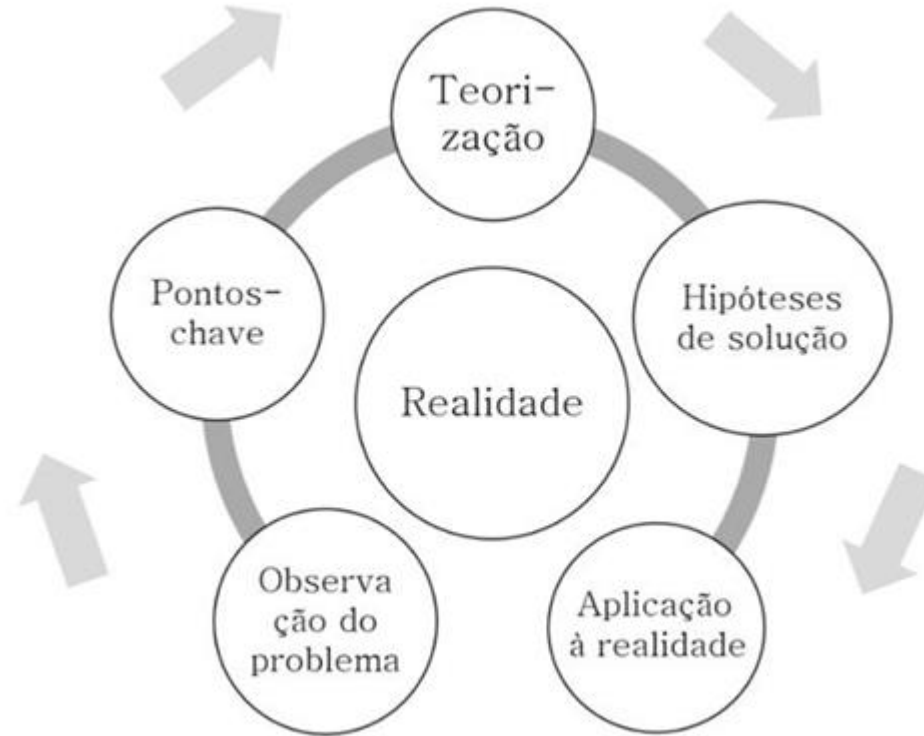 Teori-
zação
Pontos-
chave
Hipóteses
de solução
Realidade
Observa
ção do
problema
Aplicação
à realidade